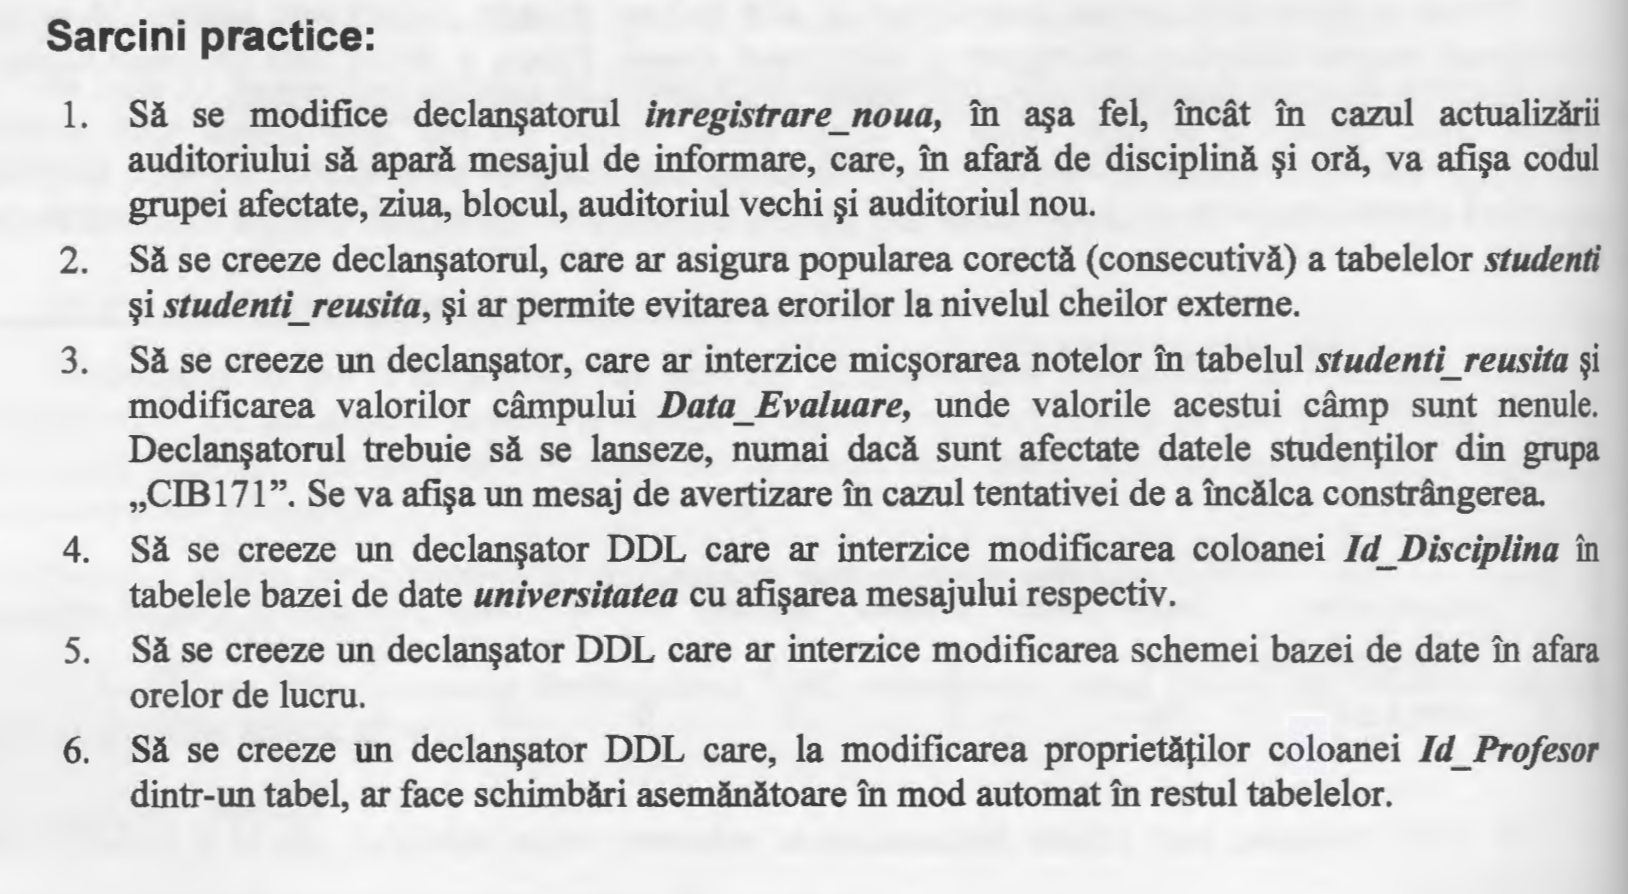 Sarcini practice:
1. Să se modifice declanşatorul inregistrare_noua, în aşa fel, încât în cazul actualizării
auditoriului să apară mesajul de informare, care, în afară de disciplină şi oră, va afişa codul
grupei afectate, ziua, blocul, auditoriul vechi şi auditoriul nou.
2. Să se creeze declanşatorul, care ar asigura popularea corectă (consecutivă) a tabelelor studenti
şi studenti_reusita, şi ar permite evitarea erorilor la nivelul cheilor externe.
3. Să se creeze un declanşator, care ar interzice micşorarea notelor în tabelul studenti_reusita şi
modificarea valorilor câmpului Data_Evaluare, unde valorile acestui câmp sunt nenule.
Declanşatorul trebuie să se lanseze, numai dacă sunt afectate datele studenţilor din grupa
„CIB171”. Se va afişa un mesaj de avertizare în cazul tentativei de a încălca constrângerea.
4. Să se creeze un declanşator DDL care ar interzice modificarea coloanei Id_Disciplina în
tabelele bazei de date universitatea cu afişarea mesajului respectiv.
5. Să se creeze un declanşator DDL care ar interzice modificarea schemei bazei de date în afara
orelor de lucru.
6. Să se creeze un declanşator DDL care, la modificarea proprietăţilor coloanei Id_Profesor
dintr-un tabel, ar face schimbări asemănătoare în mod automat în restul tabelelor.